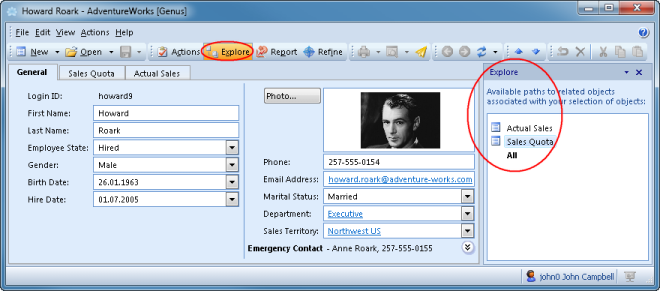 Howard Roark - AdventureWorks [Genus]
File Edit View Actions Help
New Open Actions Explore Report Refine
General Sales Quota Actual Sales
Login ID: howard9
First Name: Howard
Last Name: Roark
Employee State: Hired
Gender: Male
Birth Date: 26.01.1963
Hire Date: 01.07.2005
Photo...
Phone: 257-555-0154
Email Address: howard.roark@adventure-works.com
Marital Status: Married
Department: Executive
Sales Territory: Northwest US
Emergency Contact - Anne Roark, 257-555-0155
Explore
Available paths to related objects
associated with your selection of objects:
Actual Sales
Sales Quota
All
john0 John Campbell